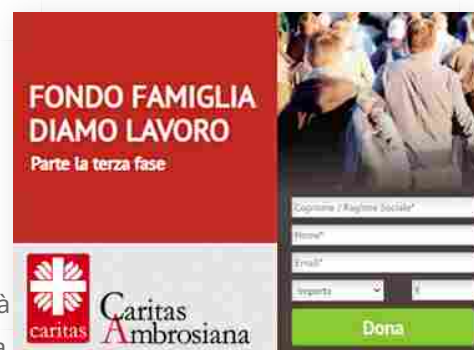 FONDO FAMIGLIA
DIAMO LAVORO
Parte la terza fase
Cognome / Ragione Sociale*
Nome*
Email*
Importo
€
Dona
caritas
Caritas
Ambrosiana
à
a